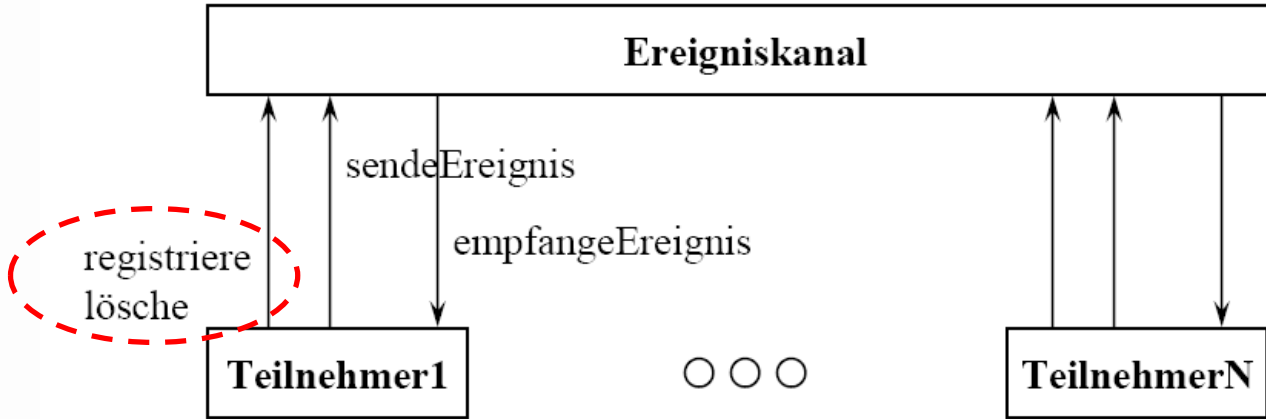 Ereigniskanal
sendeEreignis
empfangeEreignis
registriere
lösche
Teilnehmer1
TeilnehmerN